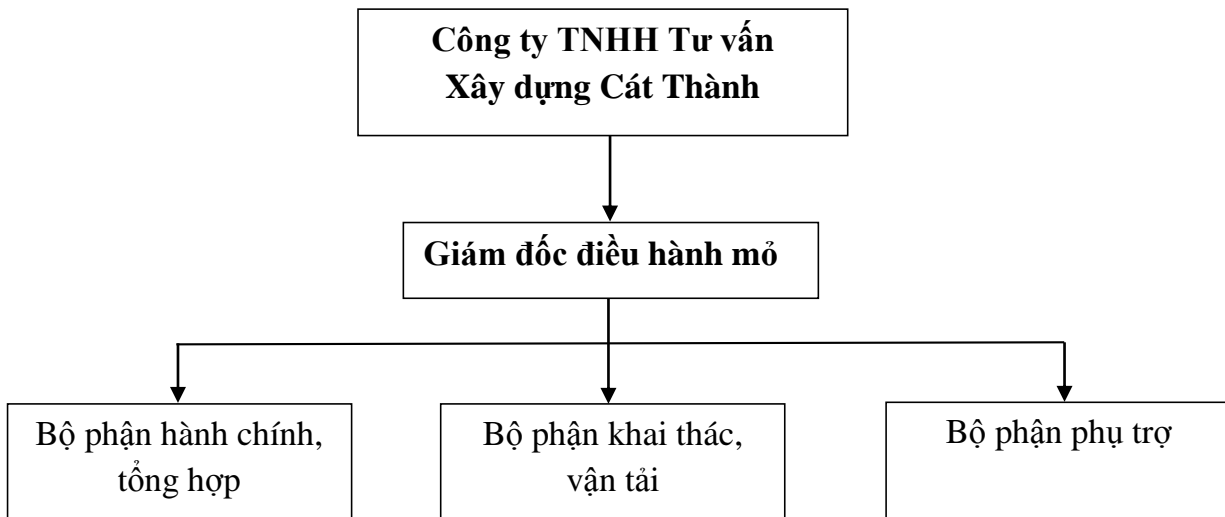 Công ty TNHH Tư vấn
Xây dựng Cát Thành
Giám đốc điều hành mỏ
Bộ phận hành chính,
tổng hợp
Bộ phận khai thác,
vận tải
Bộ phận phụ trợ